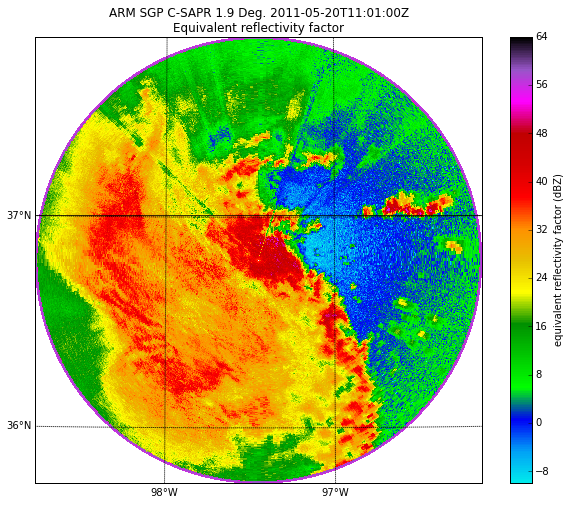 ARM SGP C-SAPR 1.9 Deg. 2011-05-20T11:01:00Z
Equivalent reflectivity factor
64
56
48
40
32
24
16
8
0
−8
equivalent reflectivity factor (dBZ)
37°N
36°N
98°W
97°W